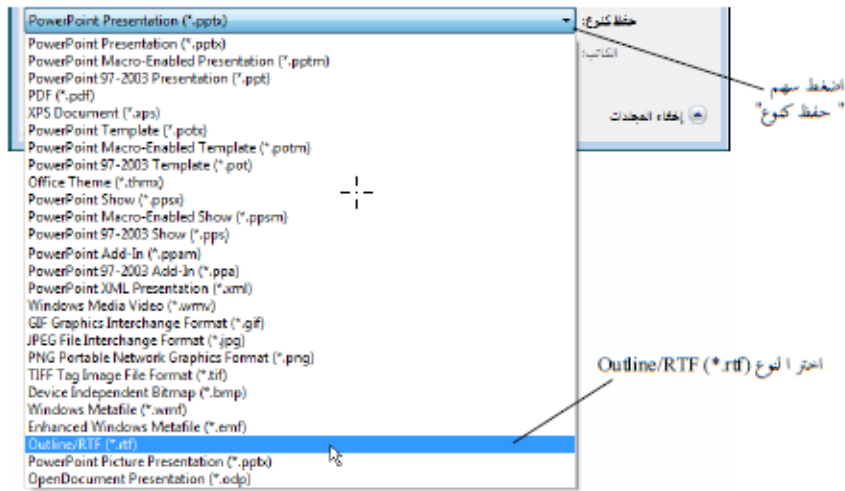 حفظ كنوع:
PowerPoint Presentation (*.pptx)
الكاتب:
إخفاء المجلدات
اضغط سهم
" حفظ كنوع"
PowerPoint Presentation (*.pptx)
PowerPoint Macro-Enabled Presentation (*.pptm)
PowerPoint 97-2003 Presentation (*.ppt)
PDF (*.pdf)
XPS Document (*.xps)
PowerPoint Template (*.potx)
PowerPoint Macro-Enabled Template (*.potm)
PowerPoint 97-2003 Template (*.pot)
Office Theme (*.thmx)
PowerPoint Show (*.ppsx)
PowerPoint Macro-Enabled Show (*.ppsm)
PowerPoint 97-2003 Show (*.pps)
PowerPoint Add-In (*.ppam)
PowerPoint 97-2003 Add-In (*.ppa)
PowerPoint XML Presentation (*.xml)
Windows Media Video (*.wmv)
GIF Graphics Interchange Format (*.gif)
JPEG File Interchange Format (*.jpg)
PNG Portable Network Graphics Format (*.png)
TIFF Tag Image File Format (*.tif)
Device Independent Bitmap (*.bmp)
Windows Metafile (*.wmf)
Enhanced Windows Metafile (*.emf)
Outline/RTF (*.rtf)
PowerPoint Picture Presentation (*.pptx)
OpenDocument Presentation (*.odp)
اختر النوع Outline/RTF (*.rtf)